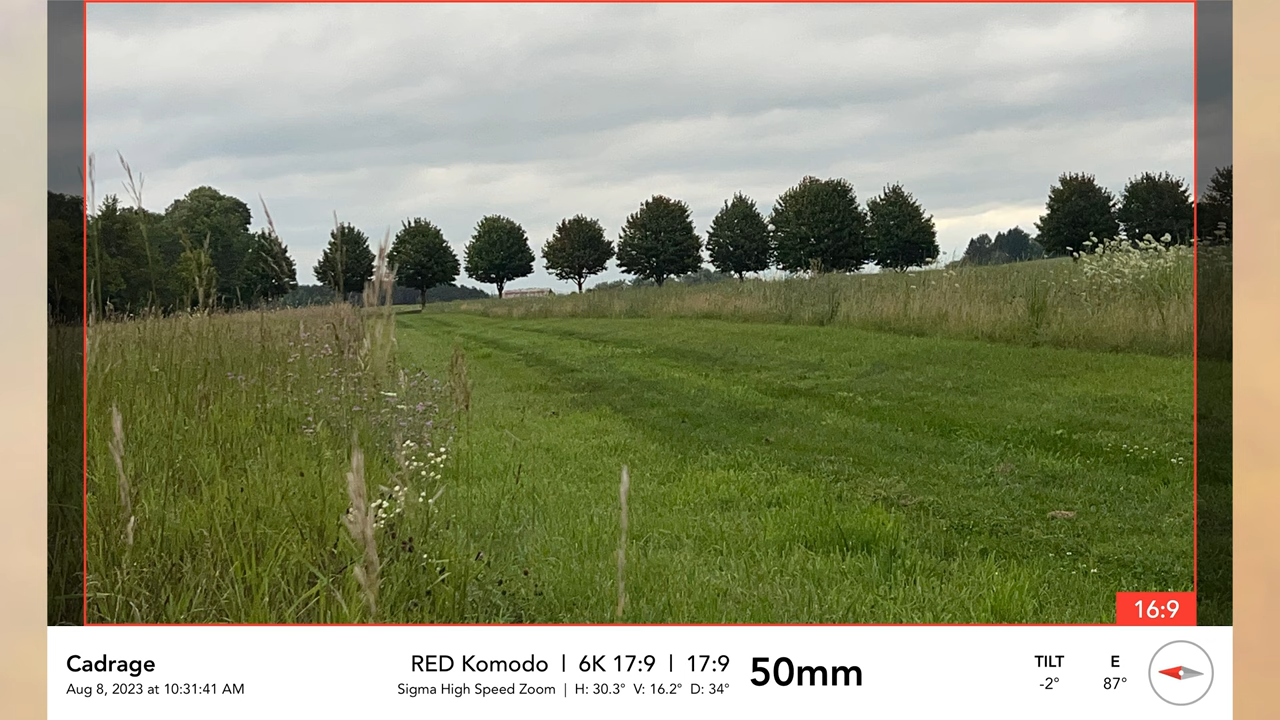 16:9
Cadrage
Aug 8, 2023 at 10:31:41 AM
RED Komodo | 6K 17:9 | 17:9
Sigma High Speed Zoom | H: 30.3° V: 16.2° D: 34°
50mm
TILT
-2°
E
87°